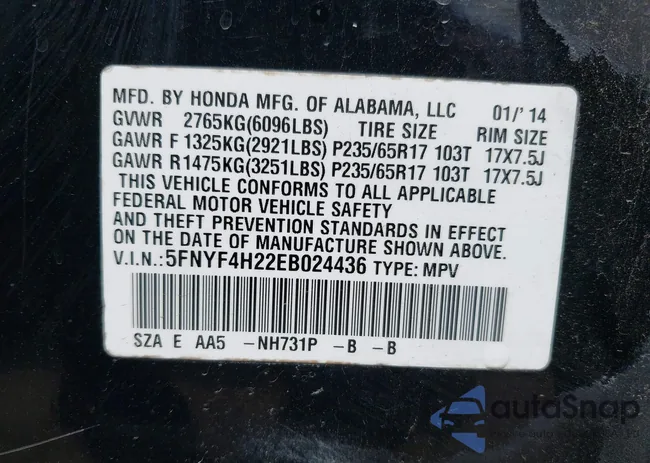 MFD. BY HONDA MFG. OF ALABAMA, LLC 01/' 14
GVWR 2765KG(6096LBS) TIRE SIZE RIM SIZE
GAWR F 1325KG(2921LBS) P235/65R17 103T 17X7.5J
GAWR R1475KG(3251LBS) P235/65R17 103T 17X7.5J
THIS VEHICLE CONFORMS TO ALL APPLICABLE
FEDERAL MOTOR VEHICLE SAFETY
AND THEFT PREVENTION STANDARDS IN EFFECT
ON THE DATE OF MANUFACTURE SHOWN ABOVE.
V.I.N.:5FNYF4H22EB024436 TYPE: MPV
SZA E AA5 -NH731P -B -B
autoSnap